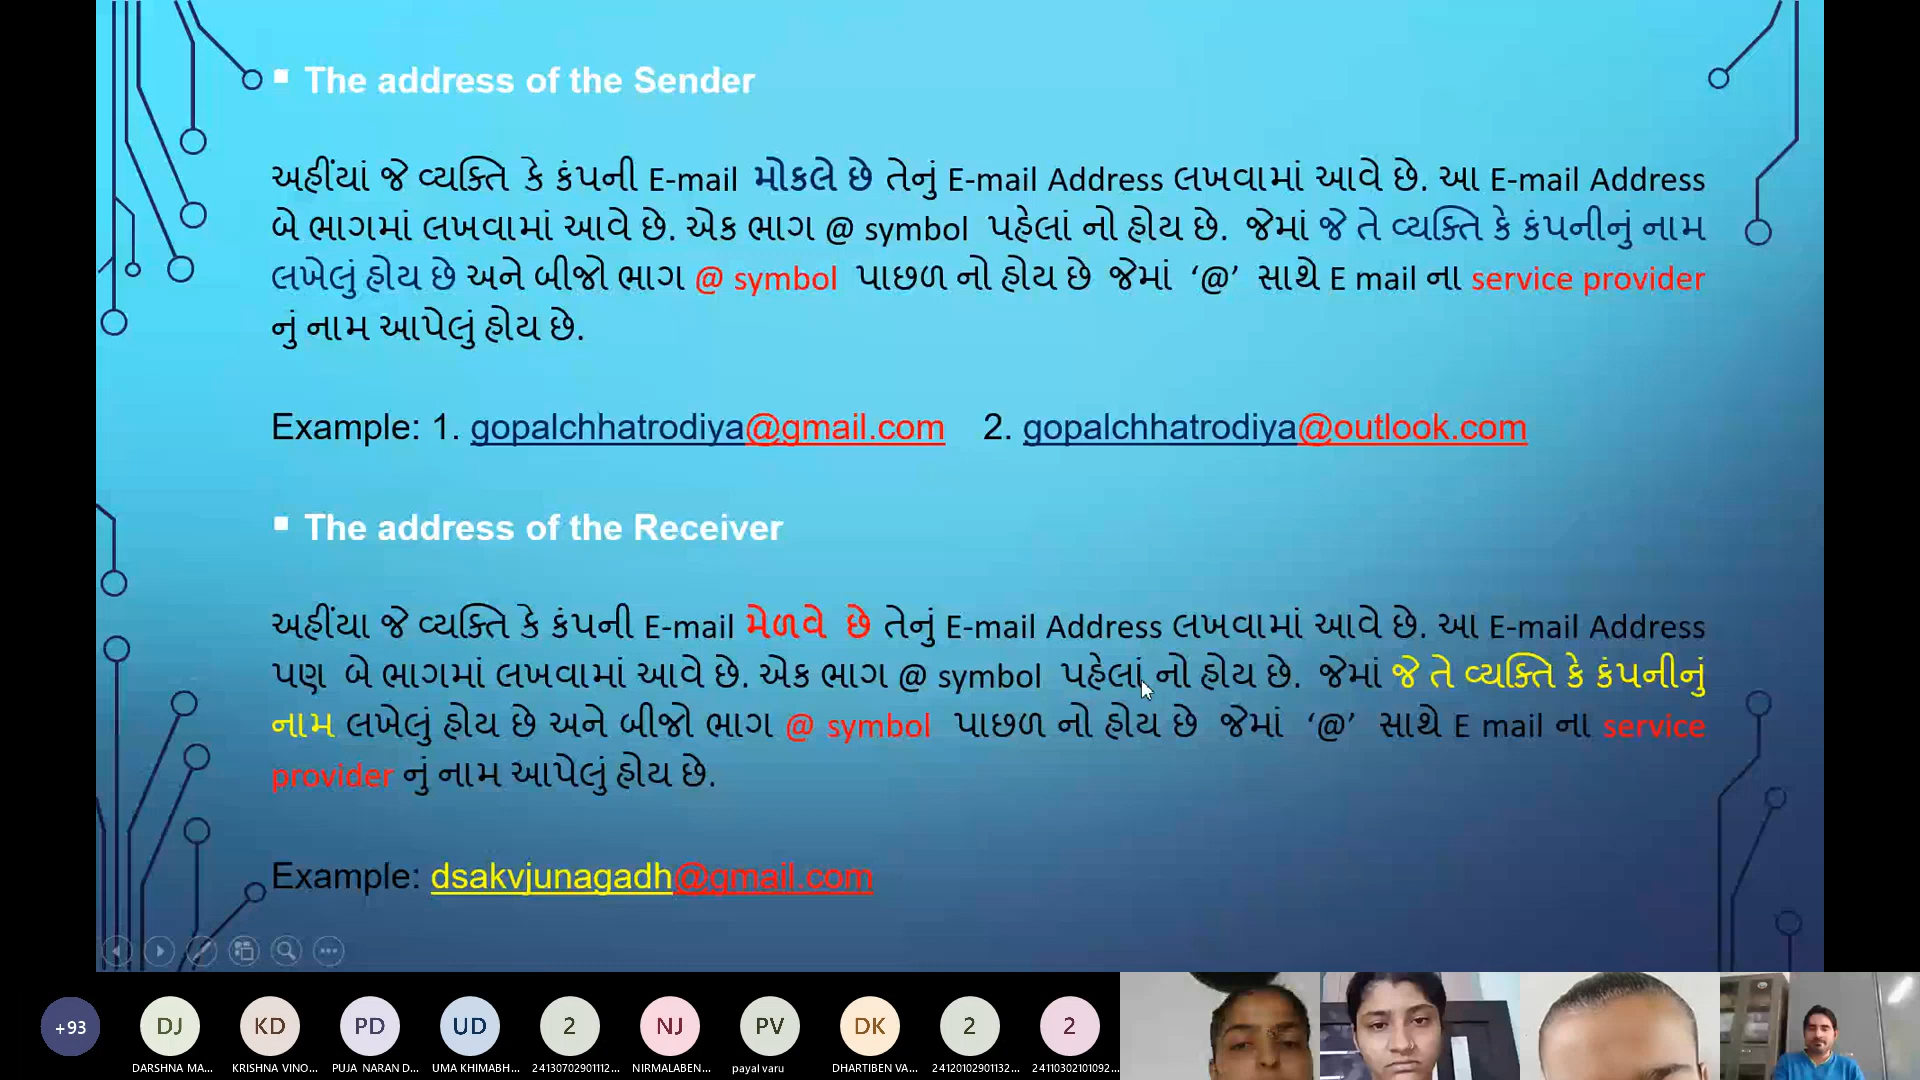 ▪ The address of the Sender
અહીંયાં જે વ્યક્તિ કે કંપની E-mail મોકલે છે તેનું E-mail Address લખવામાં આવે છે. આ E-mail Address
બે ભાગમાં લખવામાં આવે છે. એક ભાગ @ symbol પહેલાં નો હોય છે. જેમાં જે તે વ્યક્તિ કે કંપનીનું નામ
લખેલું હોય છે અને બીજો ભાગ @ symbol પાછળ નો હોય છે જેમાં ‘@’ સાથે E mail ના service provider
નું નામ આપેલું હોય છે.
Example: 1. gopalchhatrodiya@gmail.com 2. gopalchhatrodiya@outlook.com
▪ The address of the Receiver
અહીંયા જે વ્યક્તિ કે કંપની E-mail મેળવે છે તેનું E-mail Address લખવામાં આવે છે. આ E-mail Address
પણ બે ભાગમાં લખવામાં આવે છે. એક ભાગ @ symbol પહેલાં નો હોય છે. જેમાં જે તે વ્યક્તિ કે કંપનીનું
નામ લખેલું હોય છે અને બીજો ભાગ @ symbol પાછળ નો હોય છે જેમાં ‘@’ સાથે E mail ના service
provider નું નામ આપેલું હોય છે.
Example: dsakvjunagadh@gmail.com
+93 DJ KD PD UD 2 NJ PV DK 2 2
DARSHNA MA... KRISHNA VINO... PUJA NARAN D... UMA KHIMABH... 24130702901112... NIRMALABEN... payal varu DHARTIBEN VA... 24120102901132... 24110302101092...